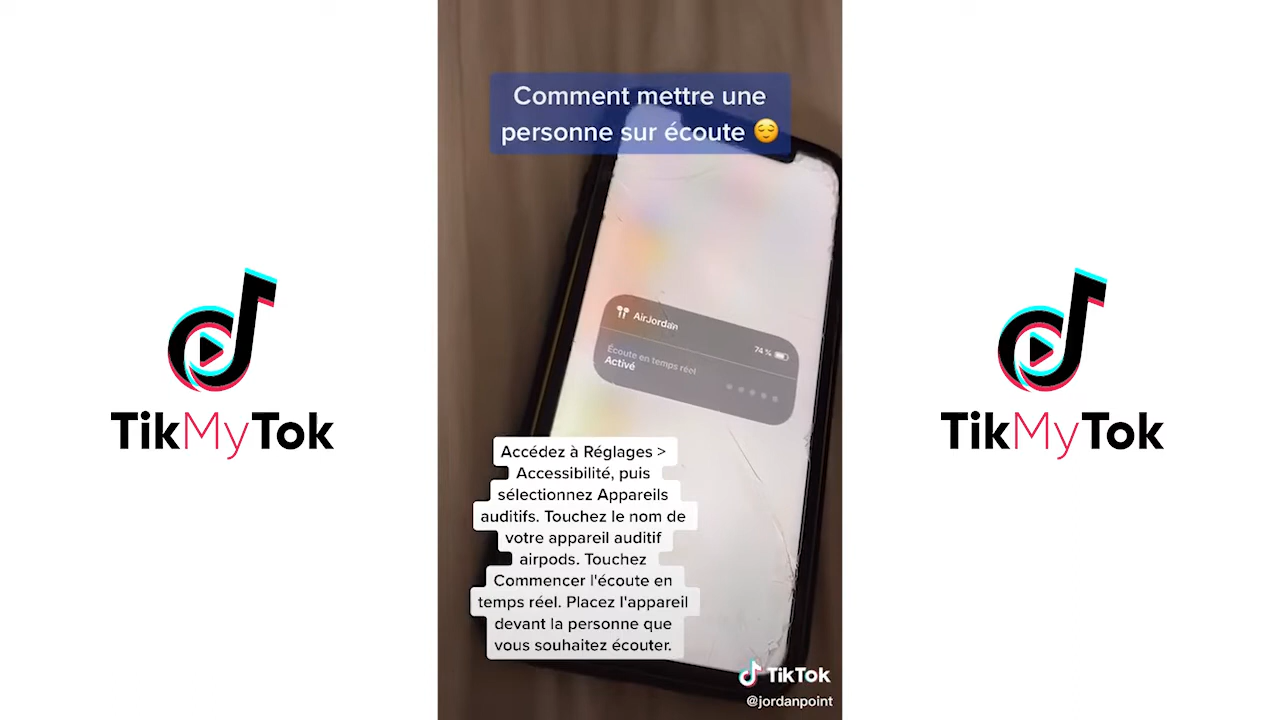 Comment mettre une
personne sur écoute 😌
AirJordan
74 %
Écoute en temps réel
Activé
Accédez à Réglages >
Accessibilité, puis
sélectionnez Appareils
auditifs. Touchez le nom de
votre appareil auditif
airpods. Touchez
Commencer l'écoute en
temps réel. Placez l'appareil
devant la personne que
vous souhaitez écouter.
TikTok
@jordanpoint
TikMyTok
TikMyTok